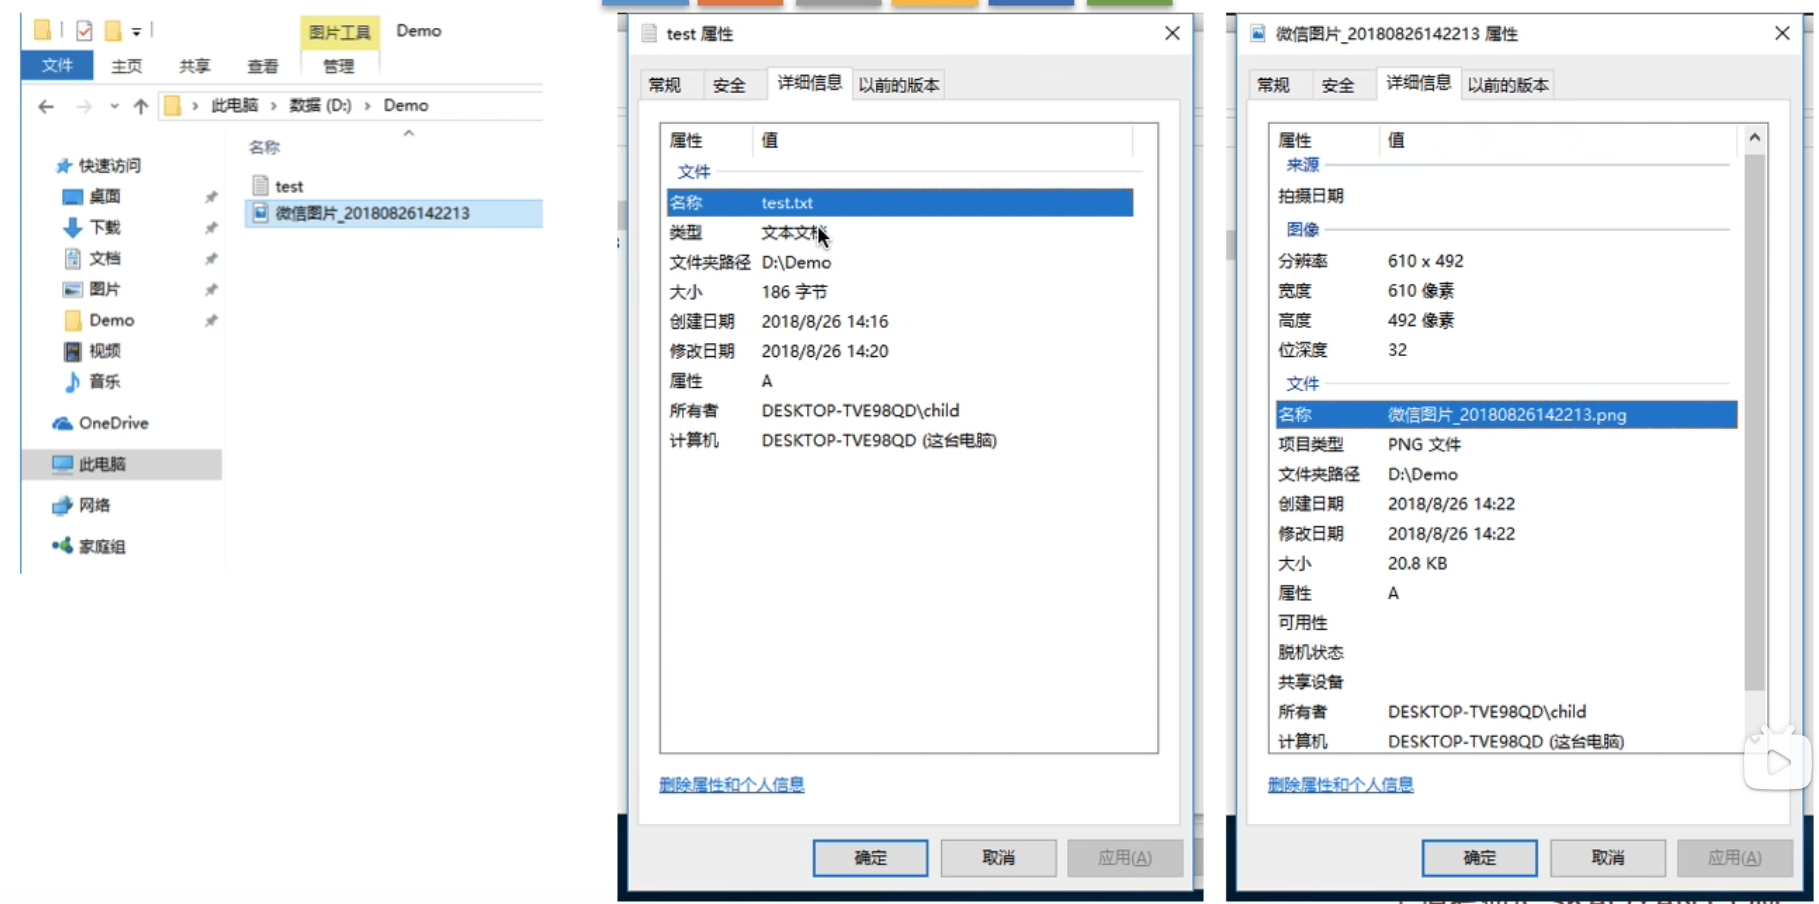 图片工具
Demo
文件
主页
共享
查看
管理
此电脑
数据 (D:)
Demo
名称
快速访问
桌面
下载
文档
图片
Demo
视频
音乐
OneDrive
此电脑
网络
家庭组
test
微信图片_20180826142213
test 属性
常规
安全
详细信息
以前的版本
属性 值
文件
名称 test.txt
类型 文本文档
文件夹路径 D:\Demo
大小 186 字节
创建日期 2018/8/26 14:16
修改日期 2018/8/26 14:20
属性 A
所有者 DESKTOP-TVE98QD\child
计算机 DESKTOP-TVE98QD (这台电脑)
删除属性和个人信息
确定
取消
应用(A)
微信图片_20180826142213 属性
常规
安全
详细信息
以前的版本
属性 值
来源
拍摄日期
图像
分辨率 610 x 492
宽度 610 像素
高度 492 像素
位深度 32
文件
名称 微信图片_20180826142213.png
项目类型 PNG 文件
文件夹路径 D:\Demo
创建日期 2018/8/26 14:22
修改日期 2018/8/26 14:22
大小 20.8 KB
属性 A
可用性
脱机状态
共享设备
所有者 DESKTOP-TVE98QD\child
计算机 DESKTOP-TVE98QD (这台电脑)
删除属性和个人信息
确定
取消
应用(A)